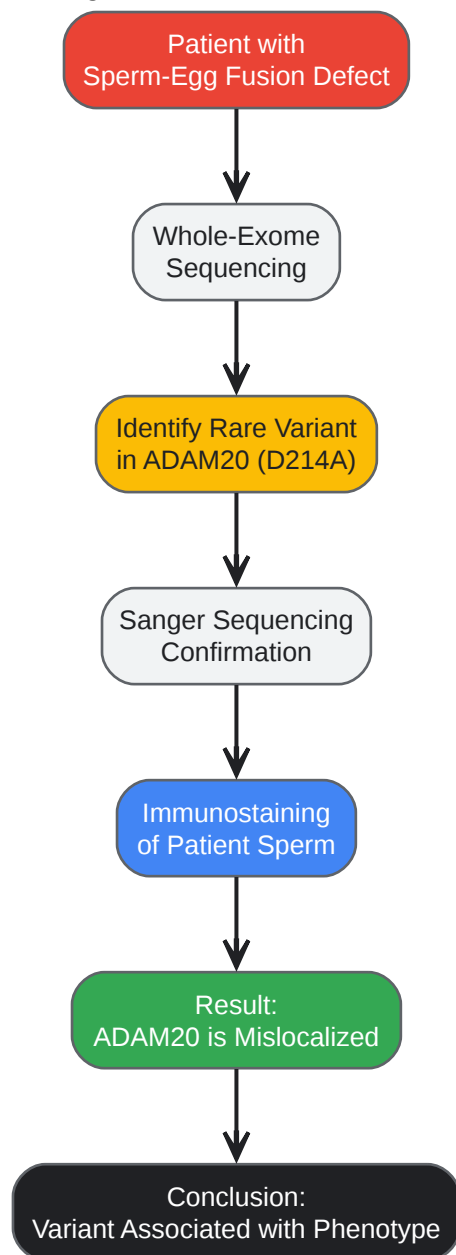 Patient with
Sperm-Egg Fusion Defect
Whole-Exome
Sequencing
Identify Rare Variant
in ADAM20 (D214A)
Sanger Sequencing
Confirmation
Immunostaining
of Patient Sperm
Result:
ADAM20 is Mislocalized
Conclusion:
Variant Associated with Phenotype